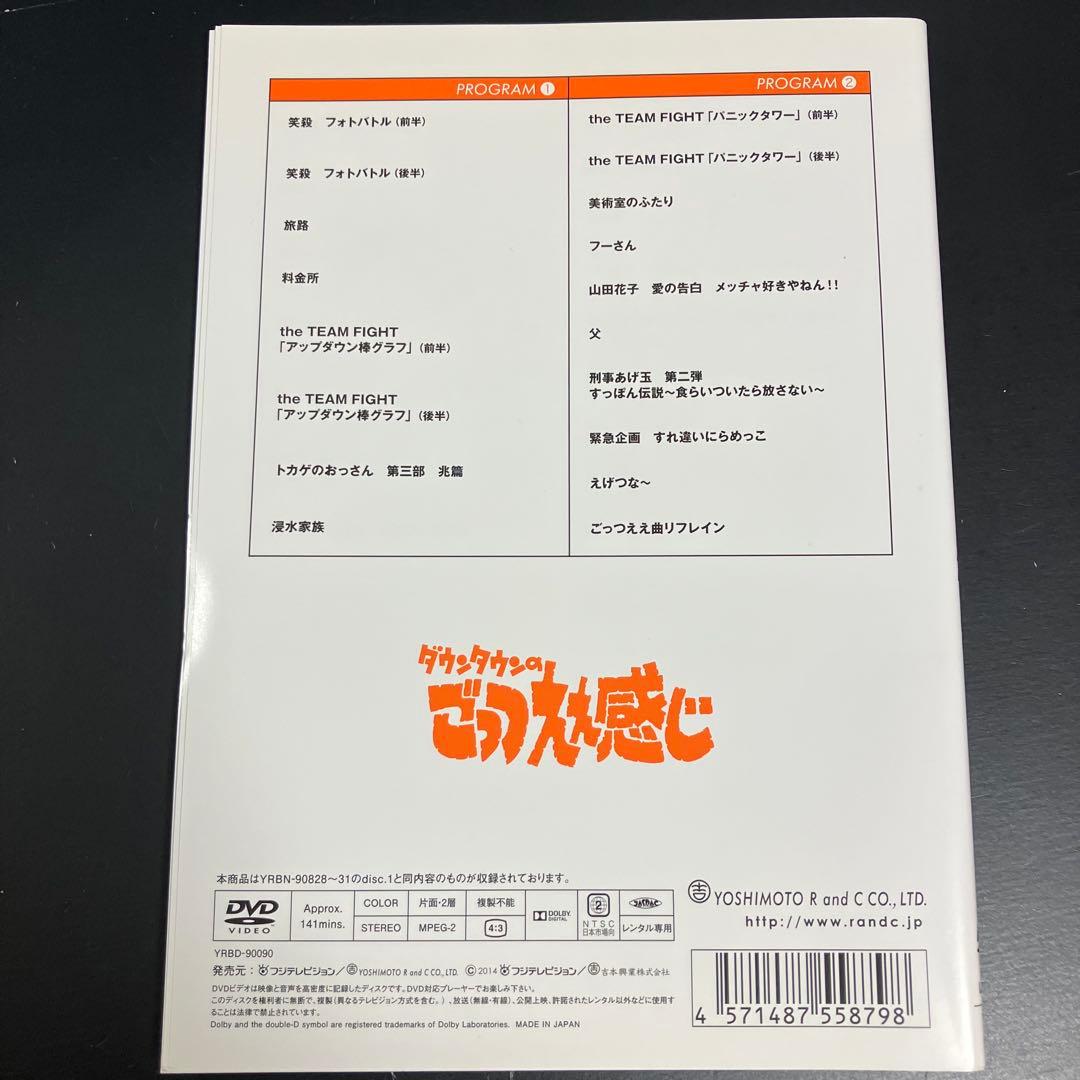 PROGRAM ❶
笑殺　フォトバトル（前半）
笑殺　フォトバトル（後半）
旅路
料金所
the TEAM FIGHT
「アップダウン棒グラフ」（前半）
the TEAM FIGHT
「アップダウン棒グラフ」（後半）
トカゲのおっさん　第三部　兆篇
浸水家族
PROGRAM ❷
the TEAM FIGHT「パニックタワー」（前半）
the TEAM FIGHT「パニックタワー」（後半）
美術室のふたり
フーさん
山田花子　愛の告白　メッチャ好きやねん!!
父
刑事あげ玉　第二弾
すっぽん伝説〜食らいついたら放さない〜
緊急企画　すれ違いにらめっこ
えげつな〜
ごっつええ曲リフレイン
ダウンタウンの
ごっつええ感じ
本商品はYRBN-90828〜31のdisc.1と同内容のものが収録されております。
DVD
VIDEO
Approx.
141mins.
COLOR
片面・2層
複製不能
STEREO
MPEG-2
4:3
DOLBY
DIGITAL
2
NTSC
日本市場向
レンタル専用
YOSHIMOTO R and C CO., LTD.
http://www.randc.jp
YRBD-90090
発売元：フジテレビジョン／YOSHIMOTO R and C CO., LTD. ©2014 フジテレビジョン／吉本興業株式会社
DVDビデオは映像と音声を高密度に記録したディスクです。DVD対応プレーヤーでお楽しみ下さい。
このディスクを権利者に無断で、複製（異なるテレビジョン方式を含む。）、放送（無線・有線）、公開上映、許諾されたレンタル以外などに使用す
ることは法律で禁止されています。
Dolby and the double-D symbol are registered trademarks of Dolby Laboratories. MADE IN JAPAN
4 571487 558798